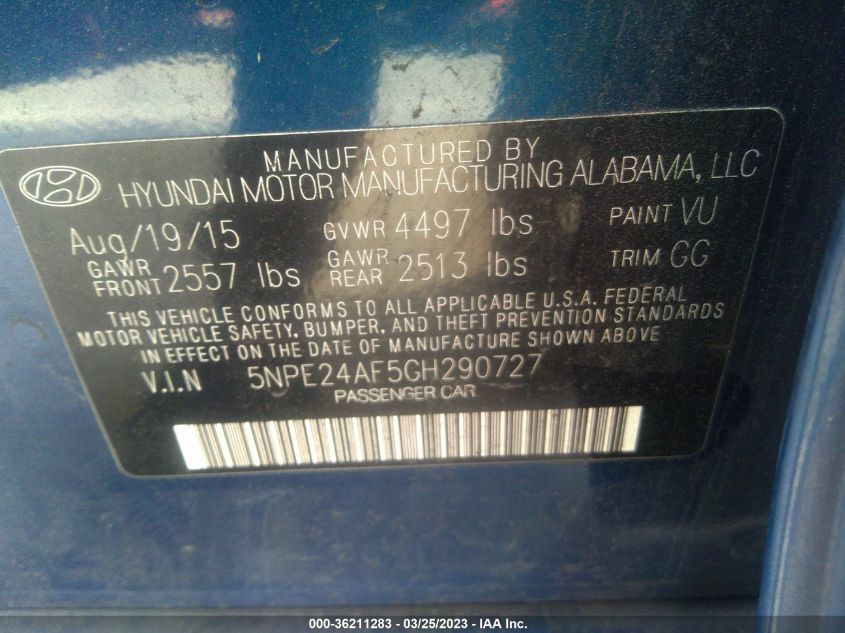 MANUFACTURED BY
HYUNDAI MOTOR MANUFACTURING ALABAMA, LLC
Aug/19/15 GVWR 4497 lbs PAINT VU
GAWR FRONT 2557 lbs GAWR REAR 2513 lbs TRIM GG
THIS VEHICLE CONFORMS TO ALL APPLICABLE U.S.A. FEDERAL
MOTOR VEHICLE SAFETY, BUMPER, AND THEFT PREVENTION STANDARDS
IN EFFECT ON THE DATE OF MANUFACTURE SHOWN ABOVE
V.I.N 5NPE24AF5GH290727
PASSENGER CAR
000-36211283 - 03/25/2023 - IAA Inc.